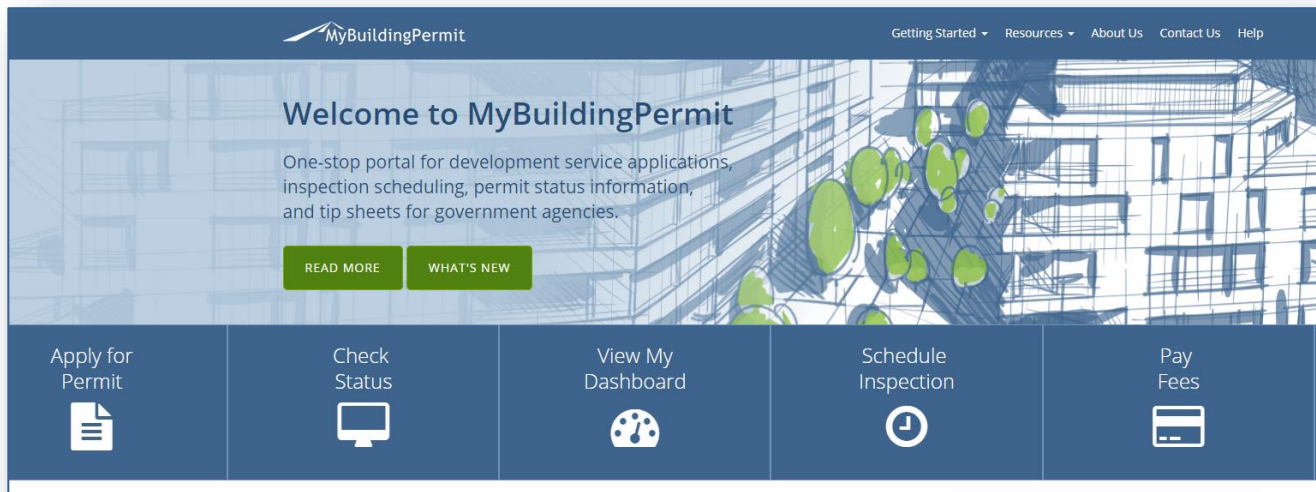 MyBuildingPermit
Getting Started Resources About Us Contact Us Help
Welcome to MyBuildingPermit
One-stop portal for development service applications,
inspection scheduling, permit status information,
and tip sheets for government agencies.
READ MORE WHAT'S NEW
Apply for
Permit
Check
Status
View My
Dashboard
Schedule
Inspection
Pay
Fees